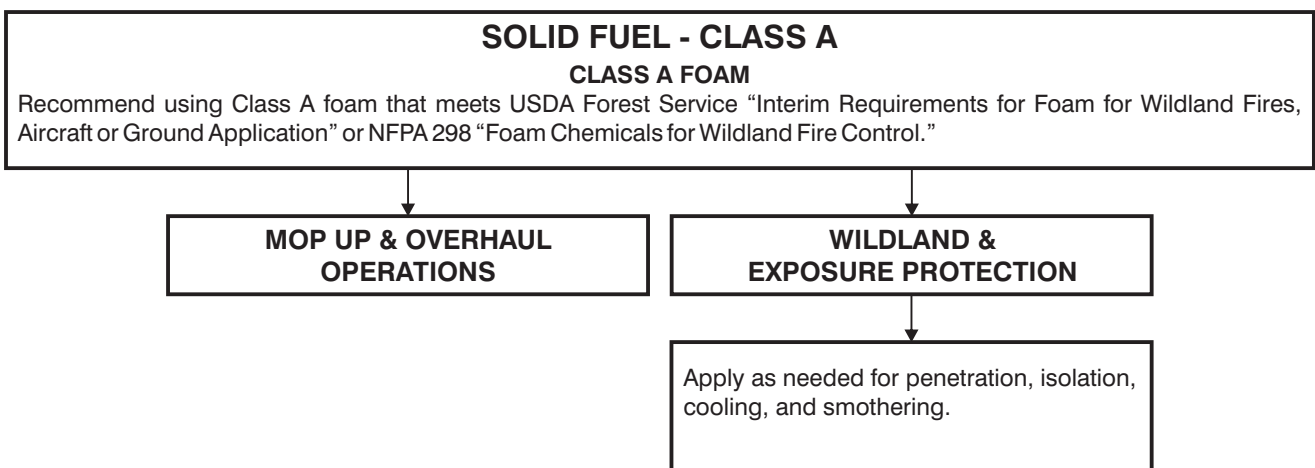 SOLID FUEL - CLASS A
CLASS A FOAM
Recommend using Class A foam that meets USDA Forest Service “Interim Requirements for Foam for Wildland Fires,
Aircraft or Ground Application” or NFPA 298 “Foam Chemicals for Wildland Fire Control.”
MOP UP & OVERHAUL
OPERATIONS
WILDLAND &
EXPOSURE PROTECTION
Apply as needed for penetration, isolation,
cooling, and smothering.